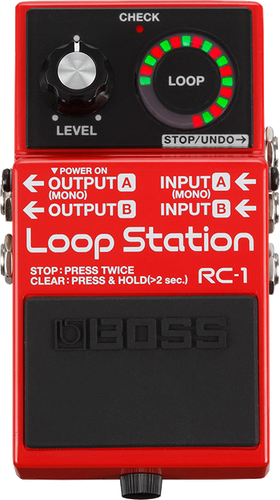 CHECK
LOOP
LEVEL
STOP/UNDO→
▼POWER ON
←OUTPUT A
(MONO)
INPUT A←
(MONO)
←OUTPUT B
INPUT B←
Loop Station
STOP : PRESS TWICE
CLEAR : PRESS & HOLD(>2 sec.)
RC-1
BOSS